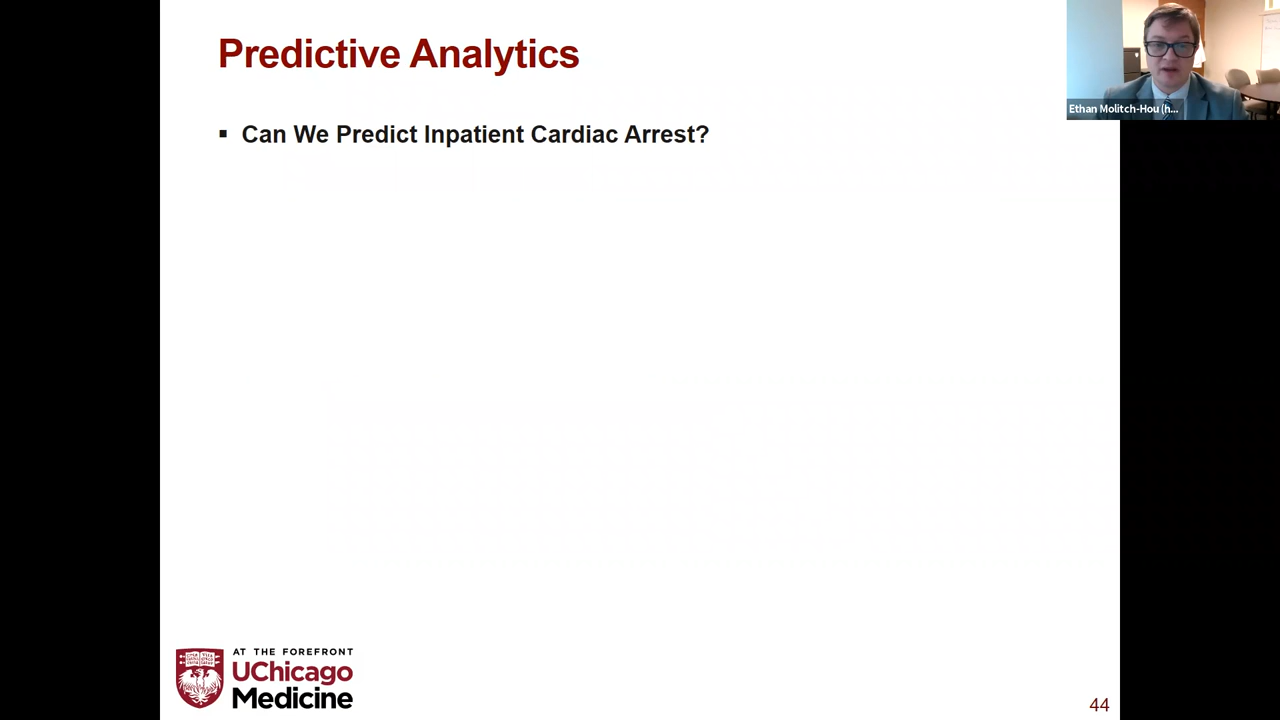 Predictive Analytics
Ethan Molitch-Hou (h...
▪ Can We Predict Inpatient Cardiac Arrest?
AT THE FOREFRONT
UChicago
Medicine
44